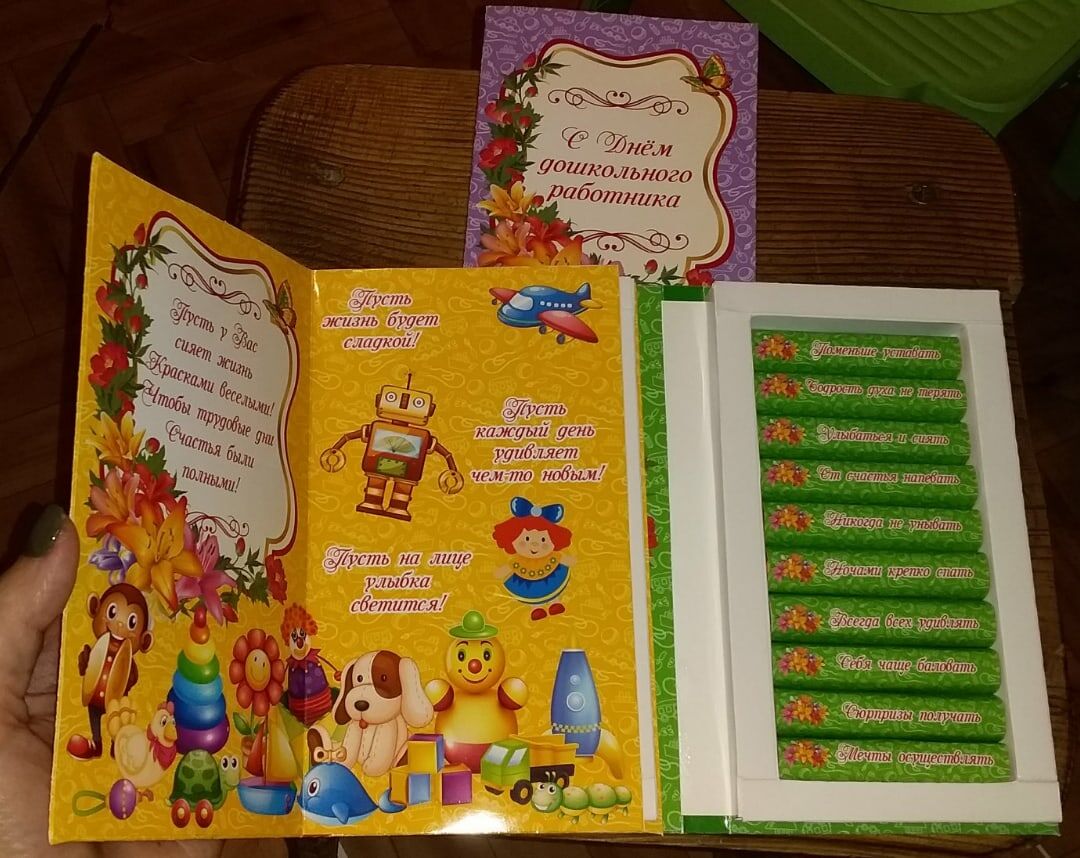 С Днём
дошкольного
работника
Пусть у Вас
сияет жизнь
Красками веселыми!
Чтобы трудовые дни
Счастья были
полными!
Пусть
жизнь будет
сладкой!
Пусть
каждый день
удивляет
чем-то новым!
Пусть на лице
улыбка
светится!
Поменьше уставать
Бодрость духа не терять
Улыбаться и сиять
От счастья напевать
Никогда не унывать
Ночами крепко спать
Всегда всех удивлять
Себя чаще баловать
Сюрпризы получать
Мечты осуществлять